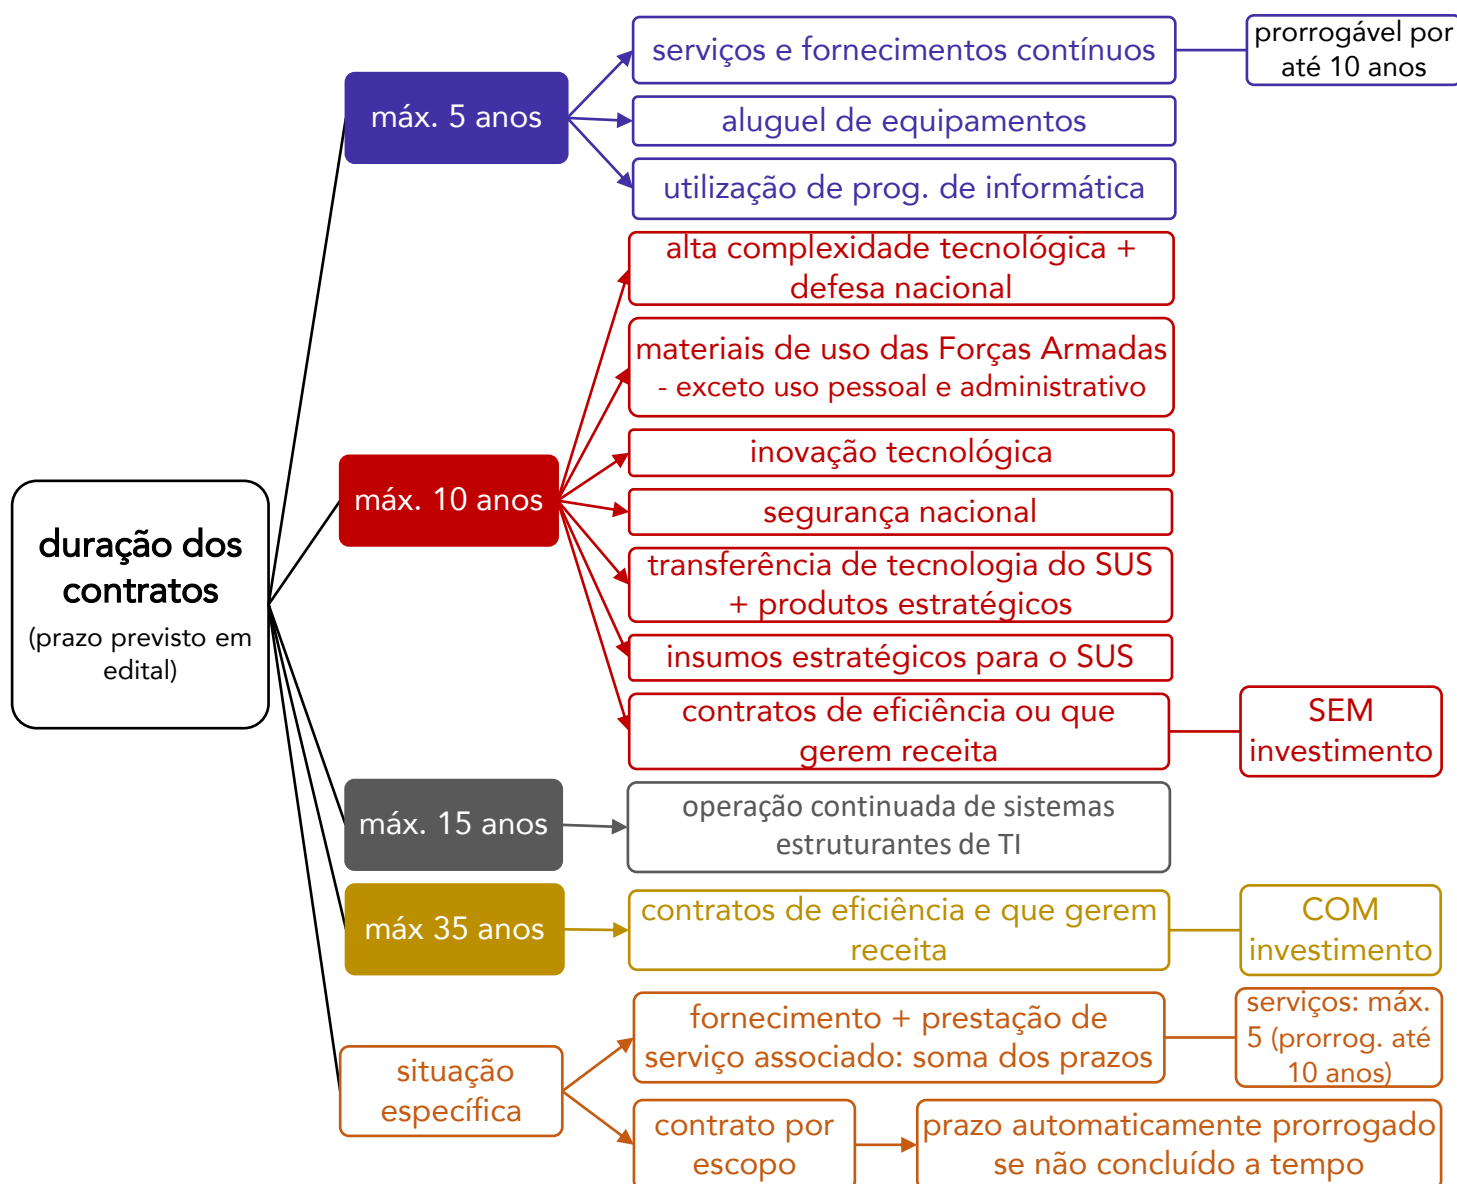 duração dos
contratos
(prazo previsto em
edital)
máx. 5 anos
serviços e fornecimentos contínuos
prorrogável por
até 10 anos
aluguel de equipamentos
utilização de prog. de informática
máx. 10 anos
alta complexidade tecnológica +
defesa nacional
materiais de uso das Forças Armadas
- exceto uso pessoal e administrativo
inovação tecnológica
segurança nacional
transferência de tecnologia do SUS
+ produtos estratégicos
insumos estratégicos para o SUS
contratos de eficiência ou que
gerem receita
SEM
investimento
máx. 15 anos
operação continuada de sistemas
estruturantes de TI
máx 35 anos
contratos de eficiência e que gerem
receita
COM
investimento
situação
específica
fornecimento + prestação de
serviço associado: soma dos prazos
serviços: máx.
5 (prorrog. até
10 anos)
contrato por
escopo
prazo automaticamente prorrogado
se não concluído a tempo